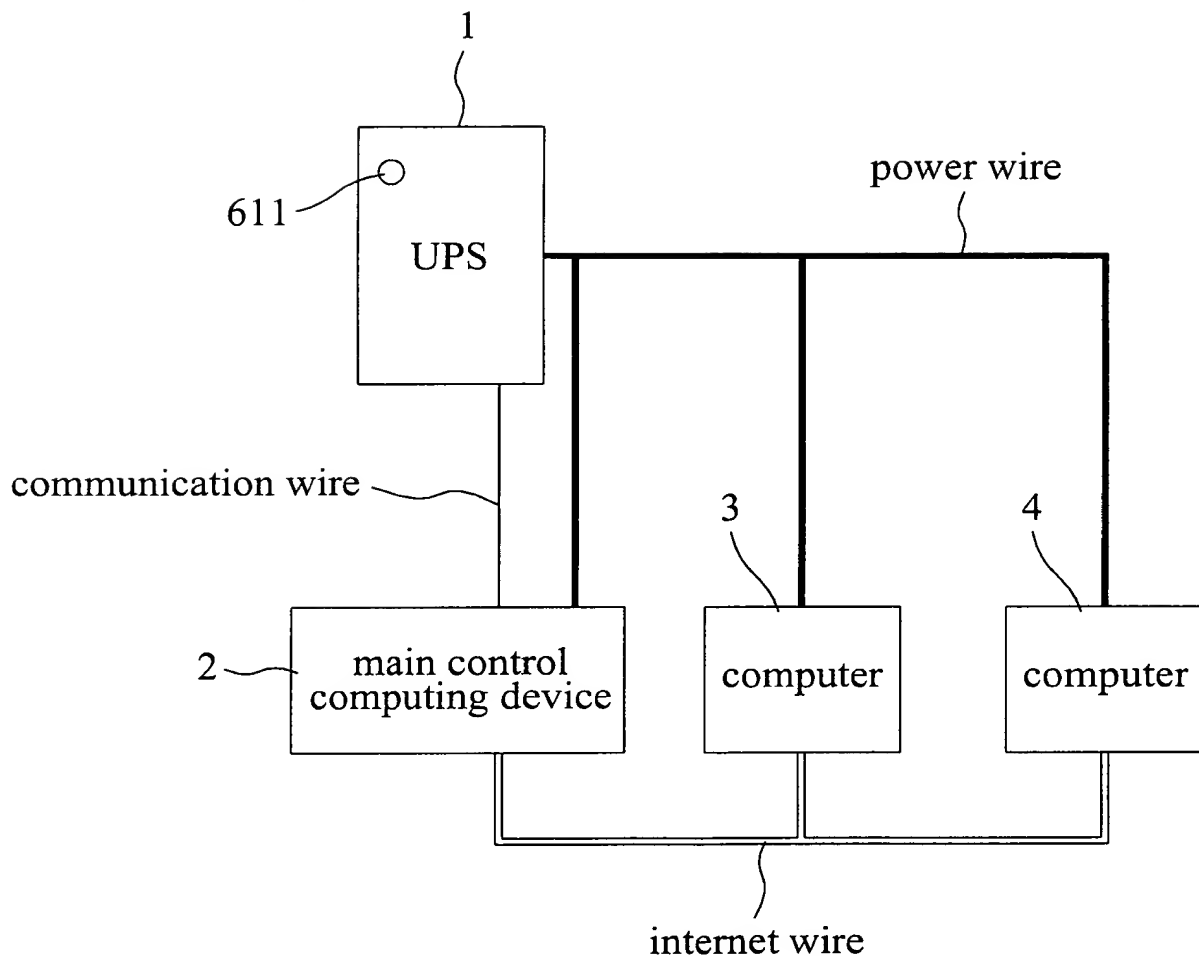 1
power wire
611
UPS
communication wire
3
4
2
main control
computing device
computer
computer
internet wire